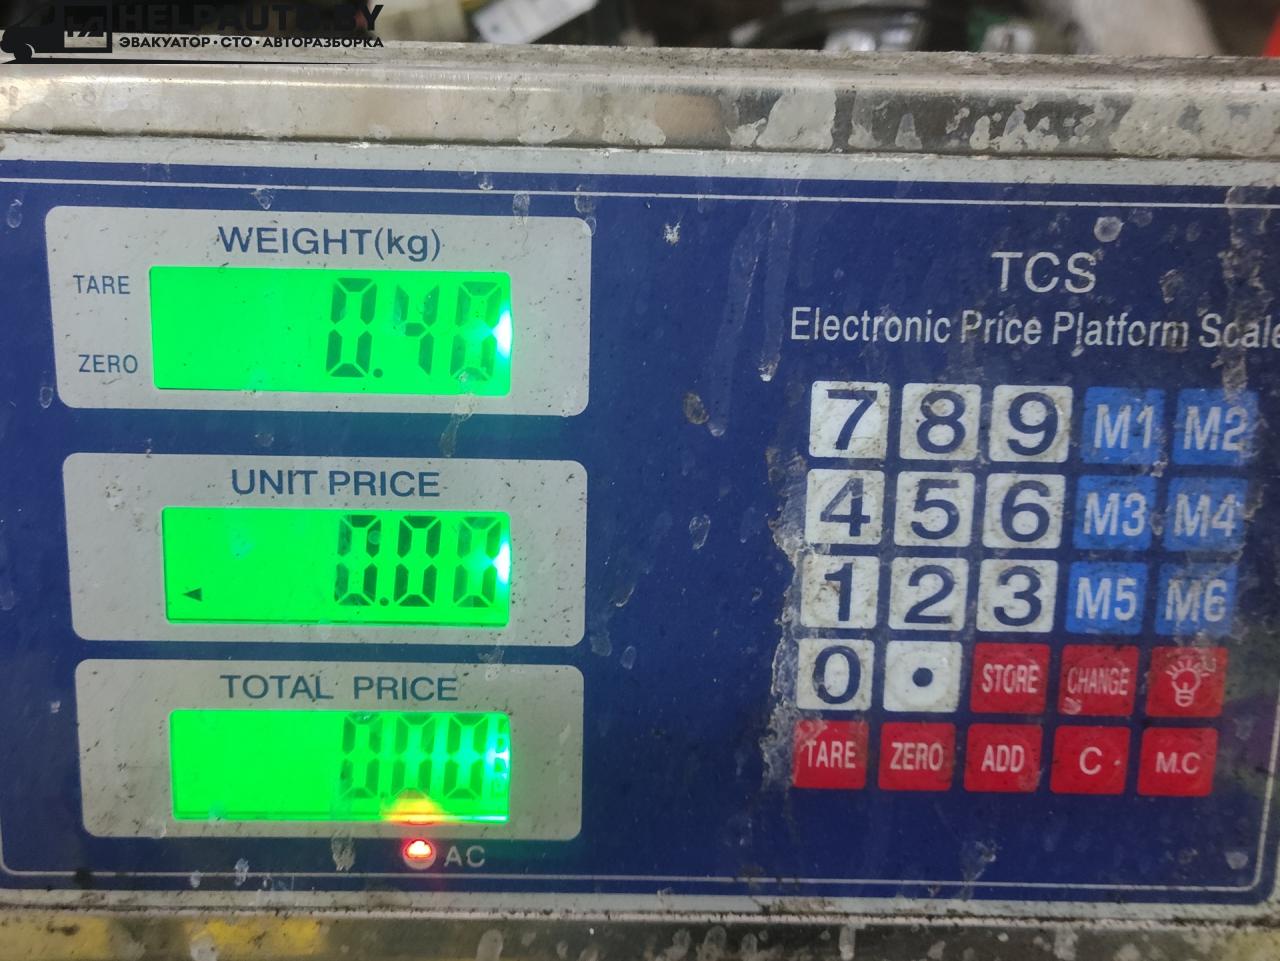 HELPAUTO.BY
ЭВАКУАТОР · СТО · АВТОРАЗБОРКА
WEIGHT(kg)
TARE
0.40
ZERO
UNIT PRICE
0.00
TOTAL PRICE
0.00
AC
TCS
Electronic Price Platform Scale
7 8 9 M1 M2
4 5 6 M3 M4
1 2 3 M5 M6
0 . STORE CHANGE
TARE ZERO ADD C M.C